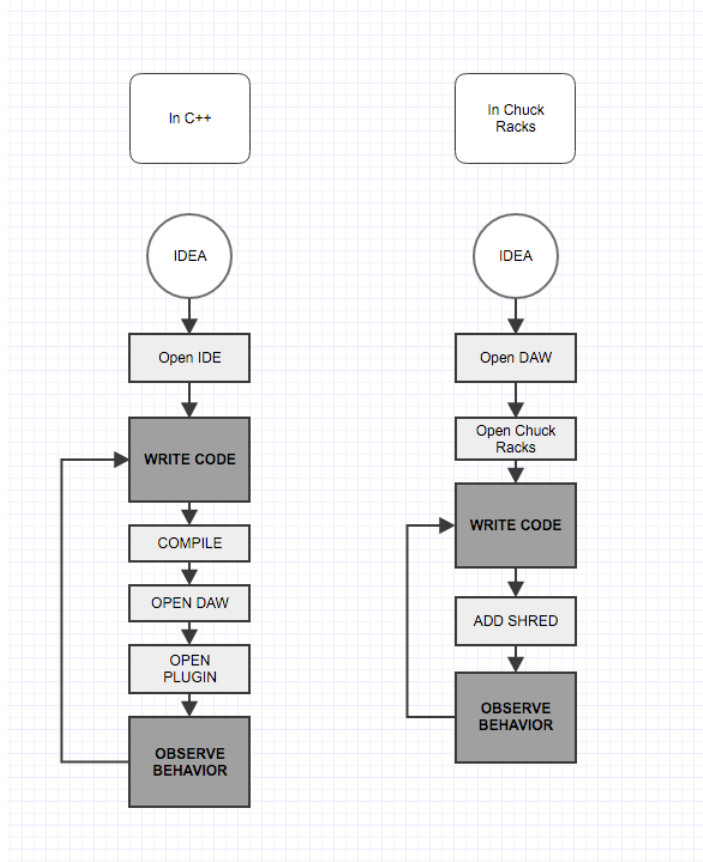 In C++
In Chuck
Racks
IDEA
IDEA
Open IDE
Open DAW
Open Chuck
Racks
WRITE CODE
WRITE CODE
COMPILE
OPEN DAW
ADD SHRED
OPEN
PLUGIN
OBSERVE
BEHAVIOR
OBSERVE
BEHAVIOR